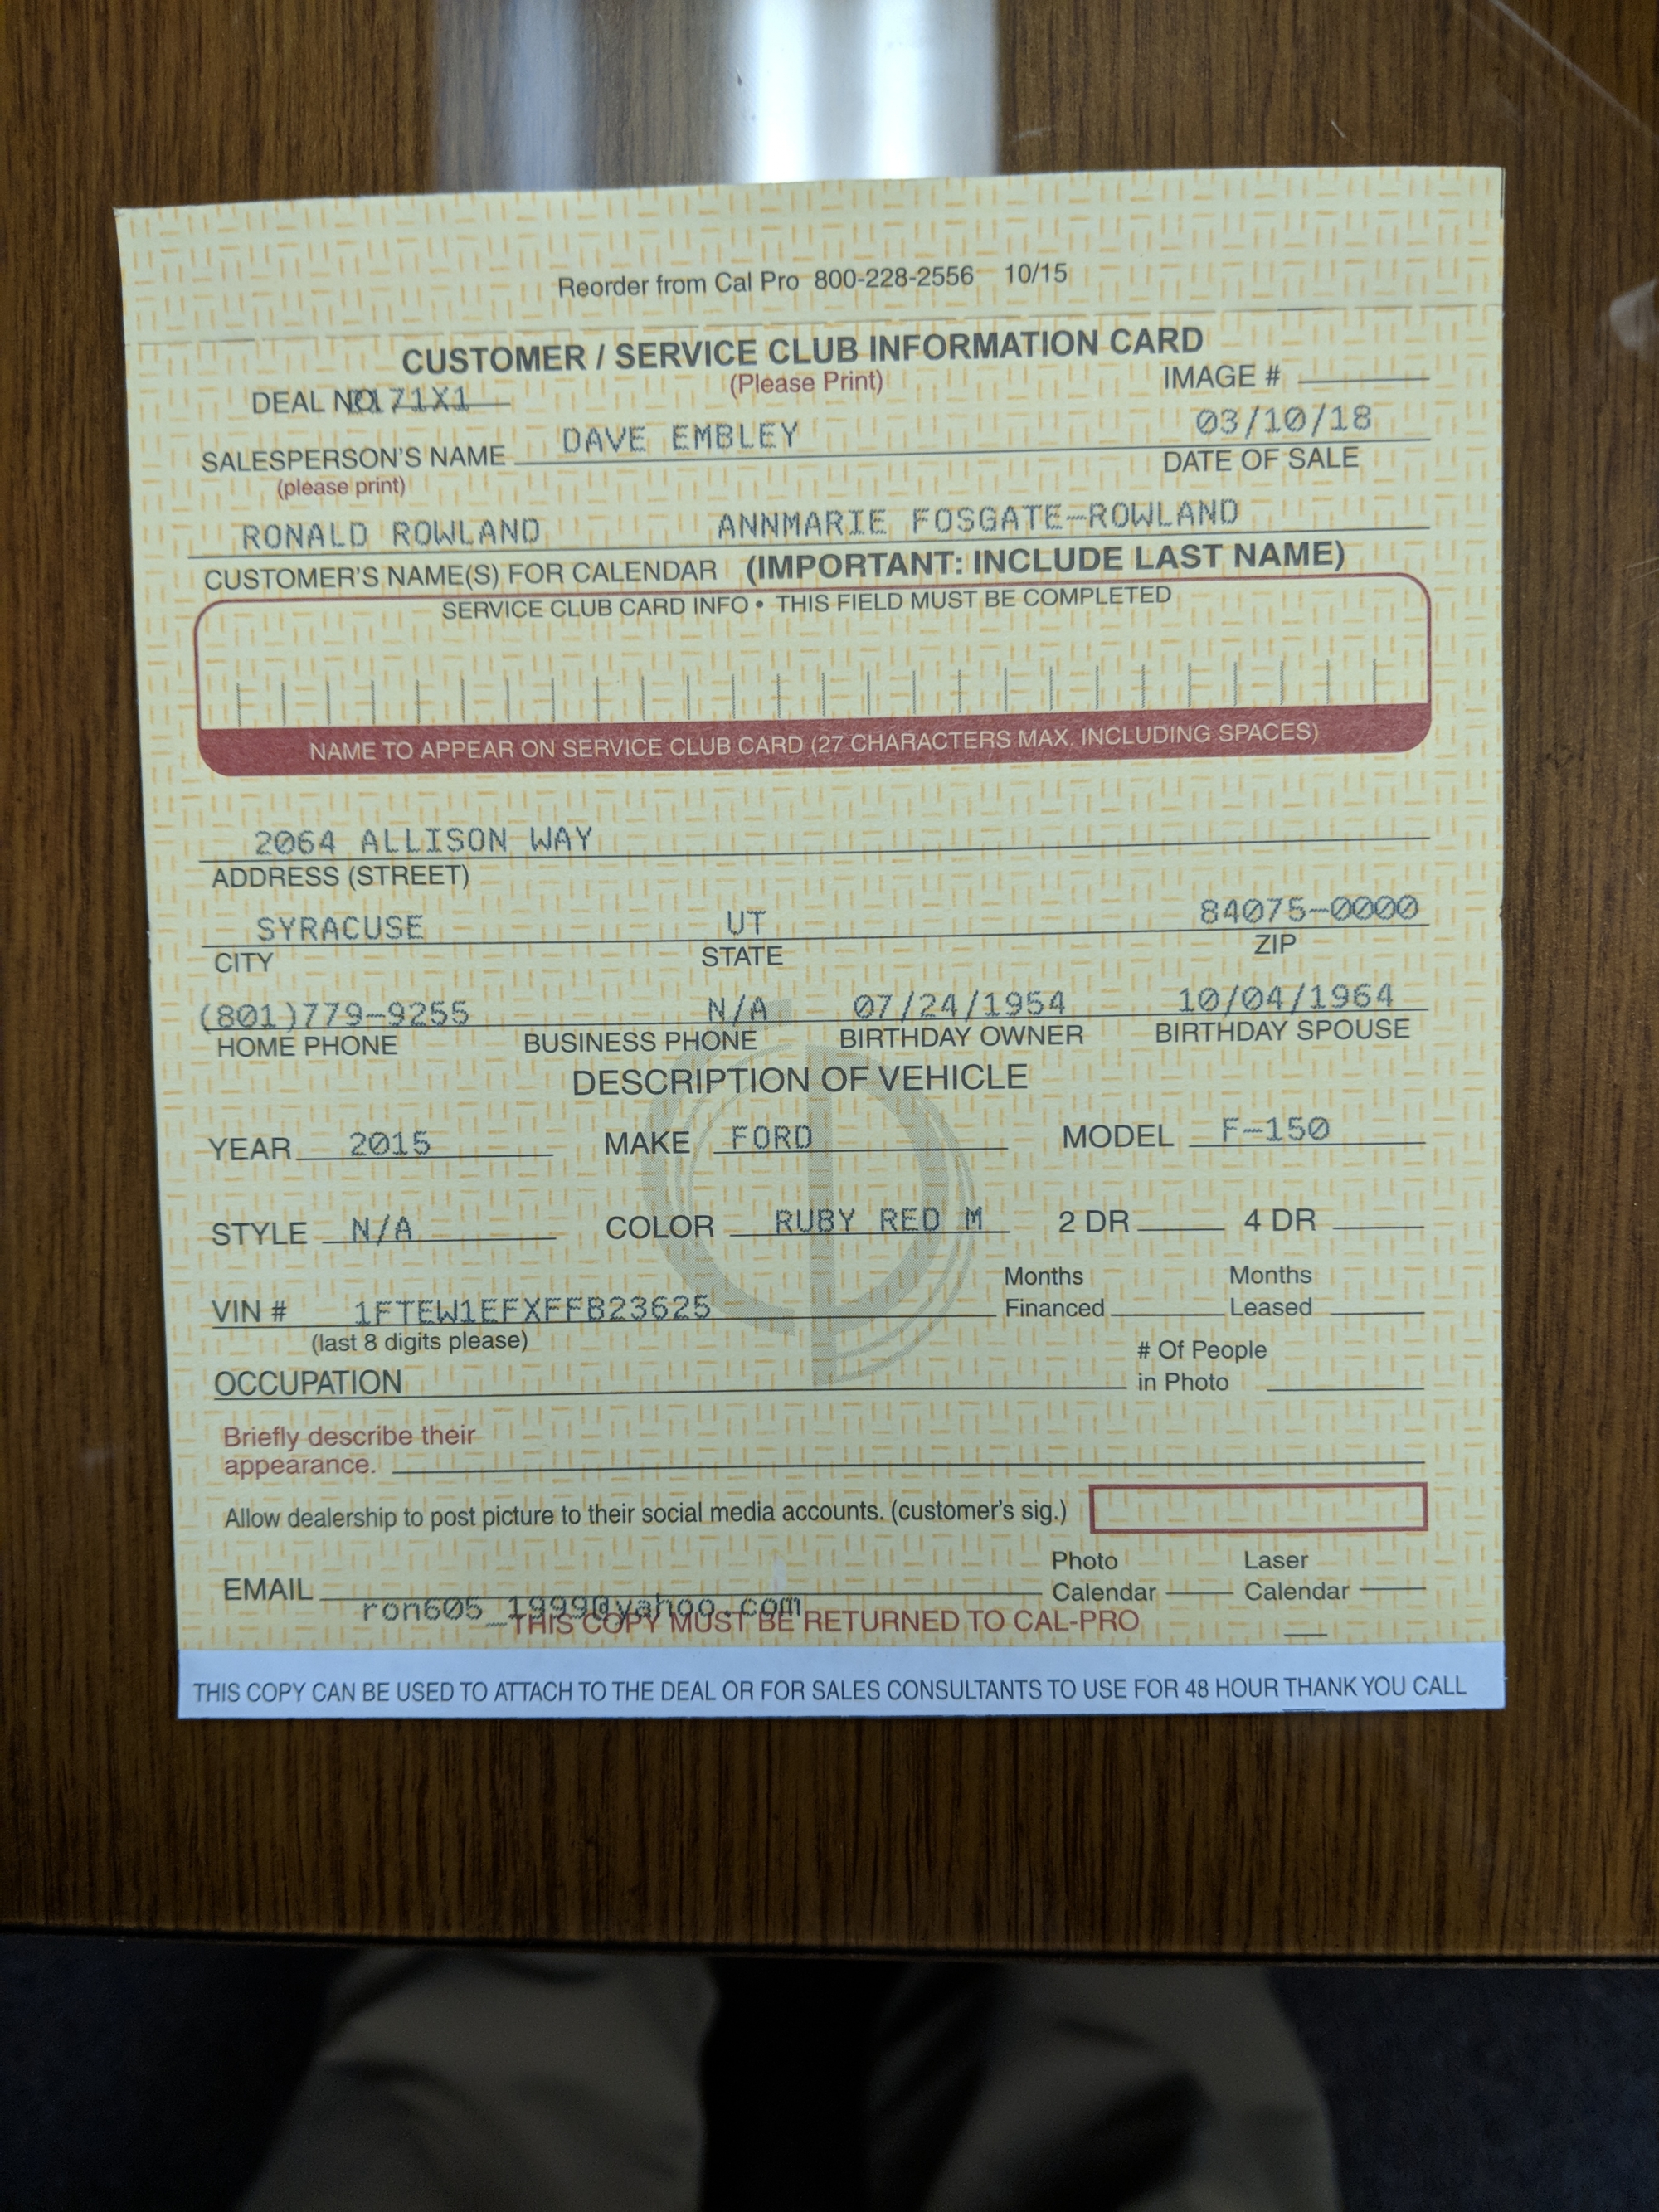 Reorder from Cal Pro 800-228-2556 10/15
CUSTOMER / SERVICE CLUB INFORMATION CARD
(Please Print)
IMAGE #
DEAL NO. 71X1
03/10/18
SALESPERSON'S NAME DAVE EMBLEY
DATE OF SALE
(please print)
RONALD ROWLAND ANNMARIE FOSGATE-ROWLAND
CUSTOMER'S NAME(S) FOR CALENDAR (IMPORTANT: INCLUDE LAST NAME)
SERVICE CLUB CARD INFO • THIS FIELD MUST BE COMPLETED
NAME TO APPEAR ON SERVICE CLUB CARD (27 CHARACTERS MAX. INCLUDING SPACES)
2064 ALLISON WAY
ADDRESS (STREET)
SYRACUSE UT 84075-0000
CITY STATE ZIP
(801)779-9255 N/A 07/24/1954 10/04/1964
HOME PHONE BUSINESS PHONE BIRTHDAY OWNER BIRTHDAY SPOUSE
DESCRIPTION OF VEHICLE
YEAR 2015 MAKE FORD MODEL F-150
STYLE N/A COLOR RUBY RED M 2 DR 4 DR
Months Months
VIN # 1FTEW1EFXFFB23625 Financed Leased
(last 8 digits please)
# Of People
OCCUPATION in Photo
Briefly describe their
appearance.
Allow dealership to post picture to their social media accounts. (customer's sig.)
Photo Laser
EMAIL Calendar Calendar
ron605_1999@yahoo.com
THIS COPY MUST BE RETURNED TO CAL-PRO
THIS COPY CAN BE USED TO ATTACH TO THE DEAL OR FOR SALES CONSULTANTS TO USE FOR 48 HOUR THANK YOU CALL